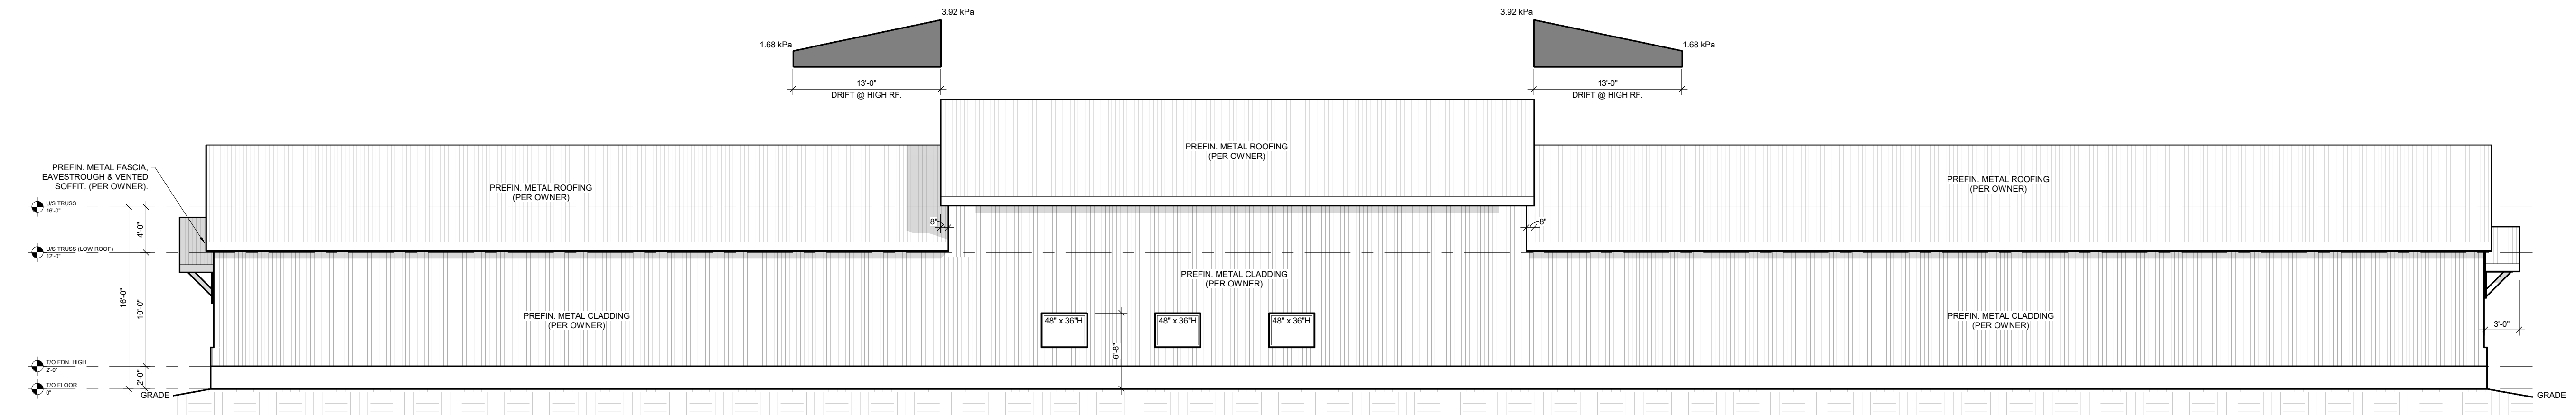 3.92 kPa
1.68 kPa
13'-0"
DRIFT @ HIGH RF.
3.92 kPa
1.68 kPa
13'-0"
DRIFT @ HIGH RF.
PREFIN. METAL ROOFING
(PER OWNER)
PREFIN. METAL FASCIA,
EAVESTROUGH & VENTED
SOFFIT. (PER OWNER).
PREFIN. METAL ROOFING
(PER OWNER)
PREFIN. METAL ROOFING
(PER OWNER)
U/S TRUSS
16'-0"
8"
8"
4'-0"
U/S TRUSS (LOW ROOF)
12'-0"
PREFIN. METAL CLADDING
(PER OWNER)
16'-0"
10'-0"
PREFIN. METAL CLADDING
(PER OWNER)
48" x 36"H
48" x 36"H
48" x 36"H
6'-8"
PREFIN. METAL CLADDING
(PER OWNER)
3'-0"
T/O FDN. HIGH
2'-0"
2'-0"
T/O FLOOR
0"
GRADE
GRADE